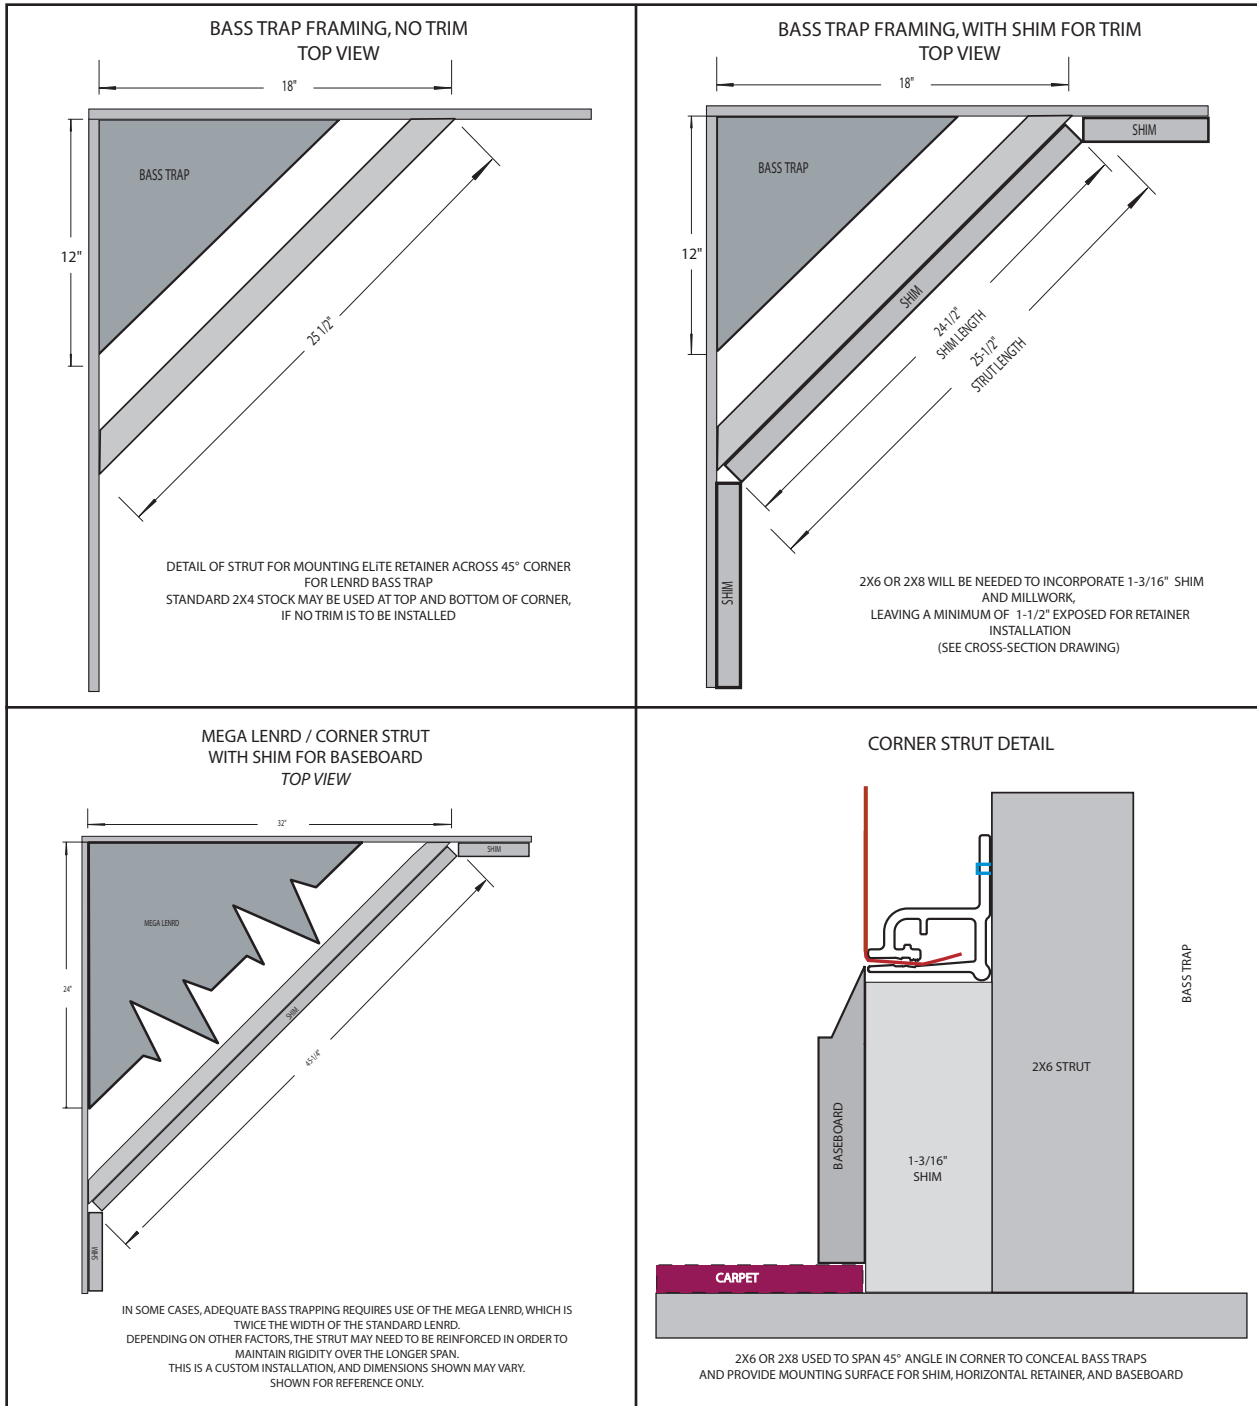 BASS TRAP FRAMING, NO TRIM
TOP VIEW
18"
BASS TRAP
12"
25 1/2"
DETAIL OF STRUT FOR MOUNTING ELiTE RETAINER ACROSS 45° CORNER
FOR LENRD BASS TRAP
STANDARD 2X4 STOCK MAY BE USED AT TOP AND BOTTOM OF CORNER,
IF NO TRIM IS TO BE INSTALLED
BASS TRAP FRAMING, WITH SHIM FOR TRIM
TOP VIEW
18"
SHIM
BASS TRAP
12"
SHIM
24-1/2"
SHIM LENGTH
25-1/2"
STRUT LENGTH
SHIM
2X6 OR 2X8 WILL BE NEEDED TO INCORPORATE 1-3/16" SHIM
AND MILLWORK,
LEAVING A MINIMUM OF 1-1/2" EXPOSED FOR RETAINER
INSTALLATION
(SEE CROSS-SECTION DRAWING)
MEGA LENRD / CORNER STRUT
WITH SHIM FOR BASEBOARD
TOP VIEW
32"
SHIM
MEGA LENRD
24"
SHIM
45-1/4"
SHIM
IN SOME CASES, ADEQUATE BASS TRAPPING REQUIRES USE OF THE MEGA LENRD, WHICH IS
TWICE THE WIDTH OF THE STANDARD LENRD.
DEPENDING ON OTHER FACTORS, THE STRUT MAY NEED TO BE REINFORCED IN ORDER TO
MAINTAIN RIGIDITY OVER THE LONGER SPAN.
THIS IS A CUSTOM INSTALLATION, AND DIMENSIONS SHOWN MAY VARY.
SHOWN FOR REFERENCE ONLY.
CORNER STRUT DETAIL
BASS TRAP
2X6 STRUT
BASEBOARD
1-3/16"
SHIM
CARPET
2X6 OR 2X8 USED TO SPAN 45° ANGLE IN CORNER TO CONCEAL BASS TRAPS
AND PROVIDE MOUNTING SURFACE FOR SHIM, HORIZONTAL RETAINER, AND BASEBOARD